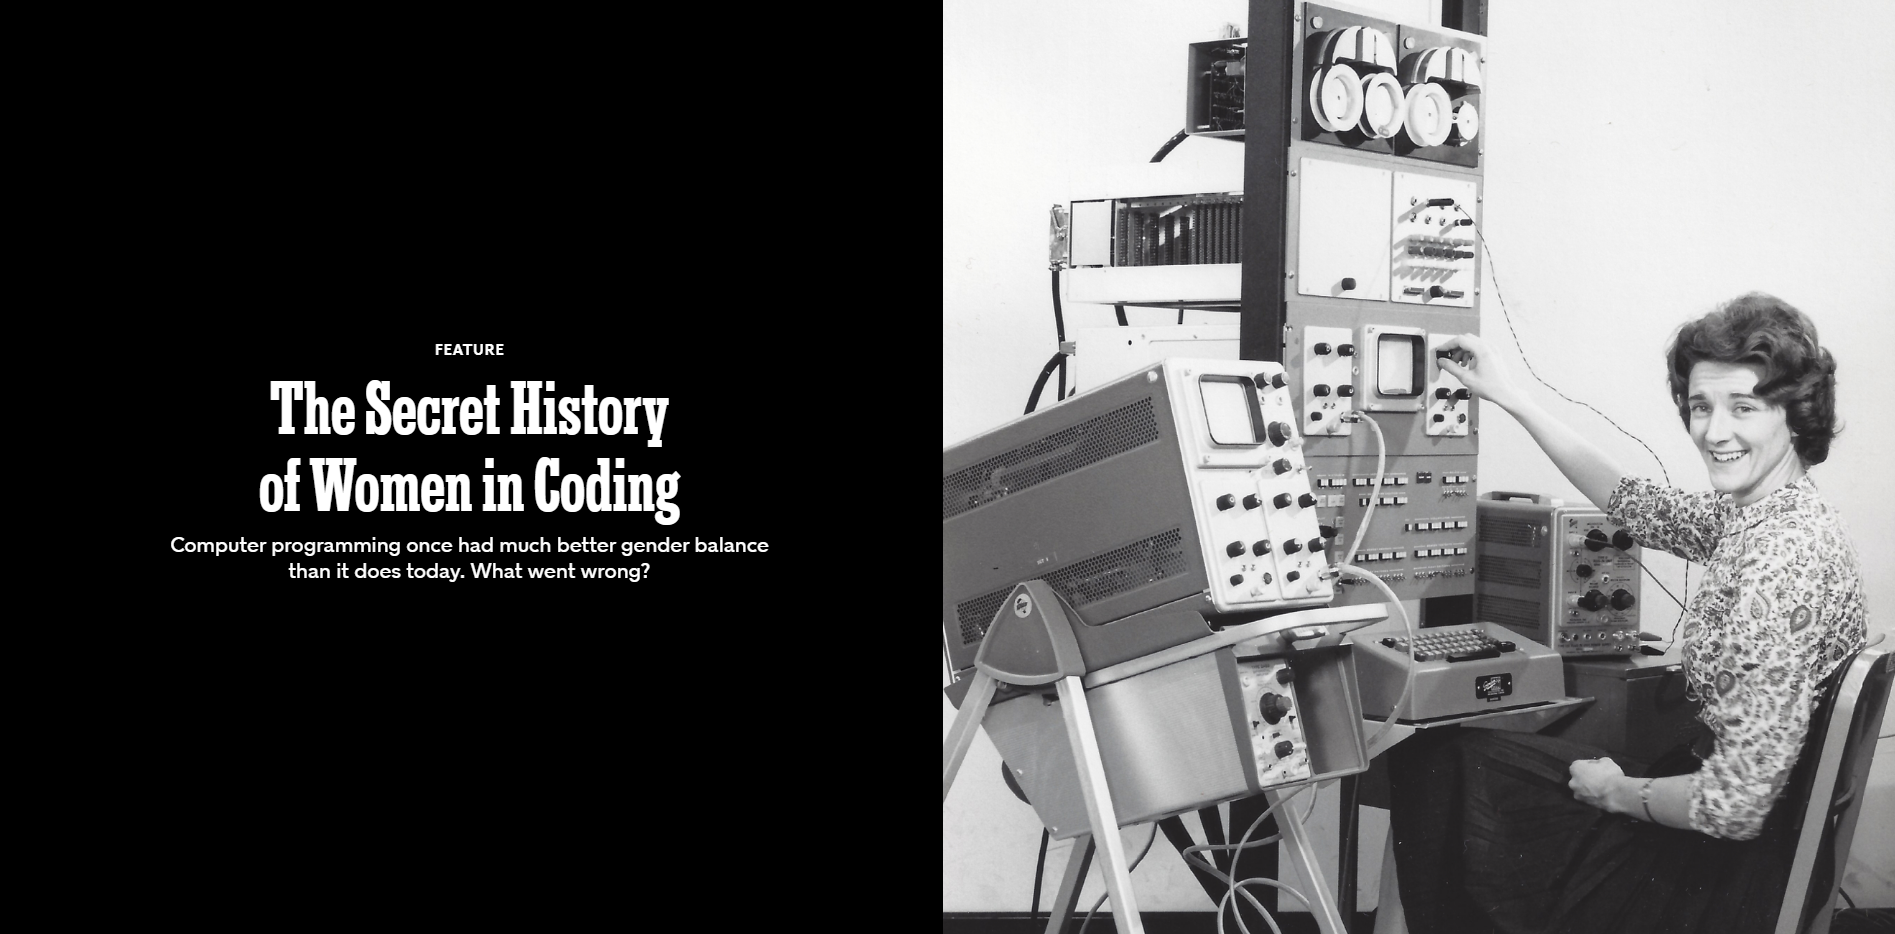 FEATURE
The Secret History
of Women in Coding
Computer programming once had much better gender balance
than it does today. What went wrong?